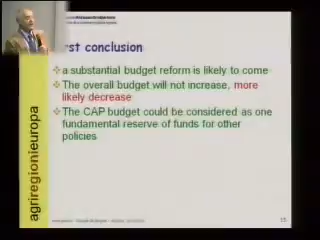 rst conclusion
a substantial budget reform is likely to come
The overall budget will not increase, more
likely decrease
The CAP budget could be considered as one
fundamental reserve of funds for other
policies
agriregionieuropa
15